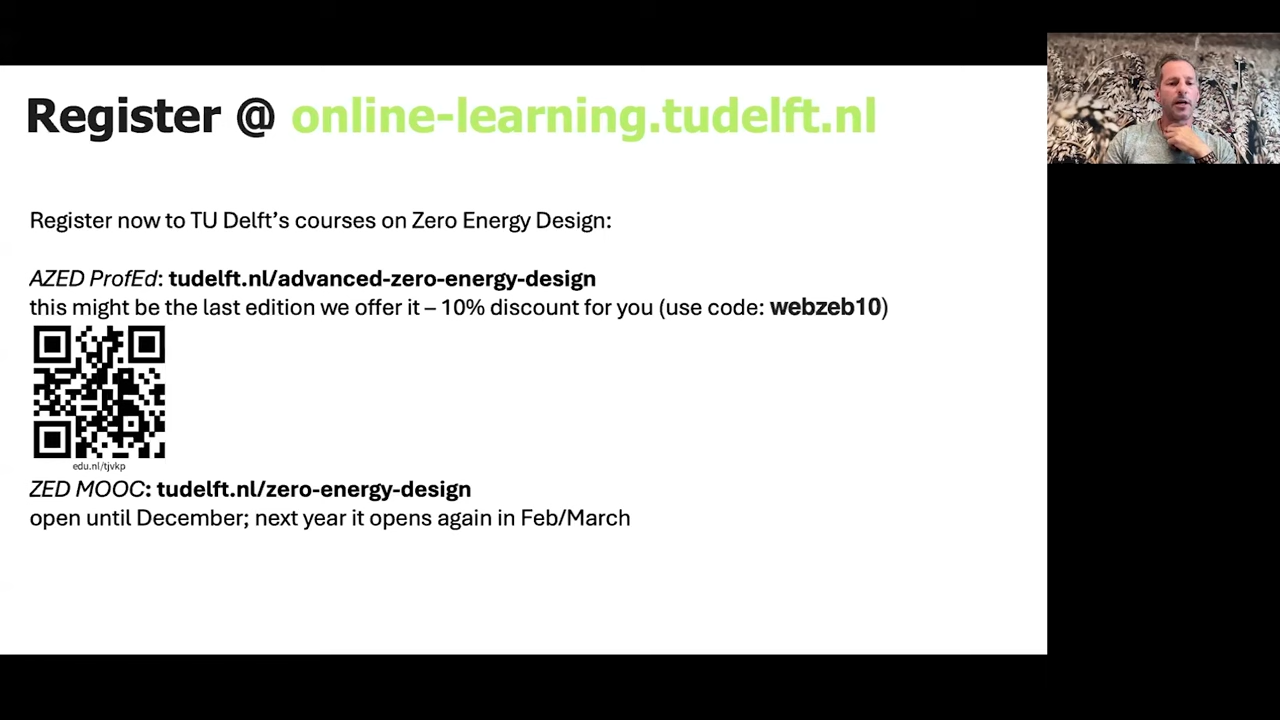 Register @ online-learning.tudelft.nl
Register now to TU Delft’s courses on Zero Energy Design:
AZED ProfEd: tudelft.nl/advanced-zero-energy-design
this might be the last edition we offer it – 10% discount for you (use code: webzeb10)
edu.nl/tjvkp
ZED MOOC: tudelft.nl/zero-energy-design
open until December; next year it opens again in Feb/March